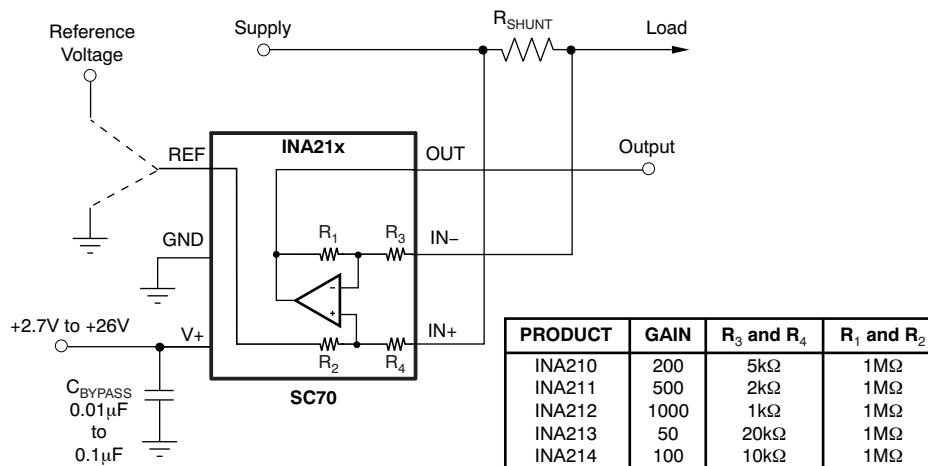 Reference
Voltage
Supply
RSHUNT
Load
REF
INA21x
OUT
Output
GND
R1
R3
IN–
–
+
+2.7V to +26V
V+
R2
R4
IN+
CBYPASS
0.01μF
to
0.1μF
SC70
PRODUCT GAIN R3 and R4 R1 and R2
INA210 200 5kΩ 1MΩ
INA211 500 2kΩ 1MΩ
INA212 1000 1kΩ 1MΩ
INA213 50 20kΩ 1MΩ
INA214 100 10kΩ 1MΩ